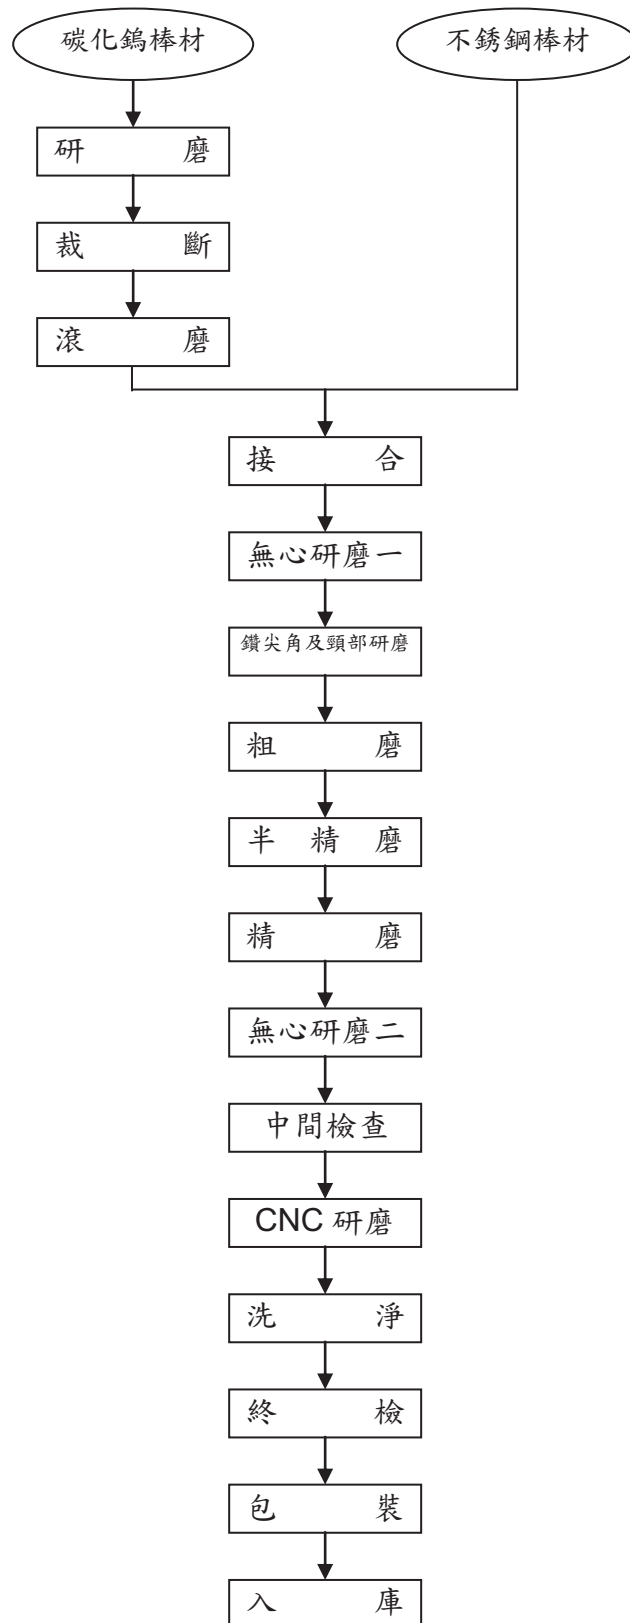 碳化鎢棒材
不銹鋼棒材
研磨
裁斷
滾磨
接合
無心研磨一
鑽尖角及頸部研磨
粗磨
半精磨
精磨
無心研磨二
中間檢查
CNC 研磨
洗淨
終檢
包裝
入庫